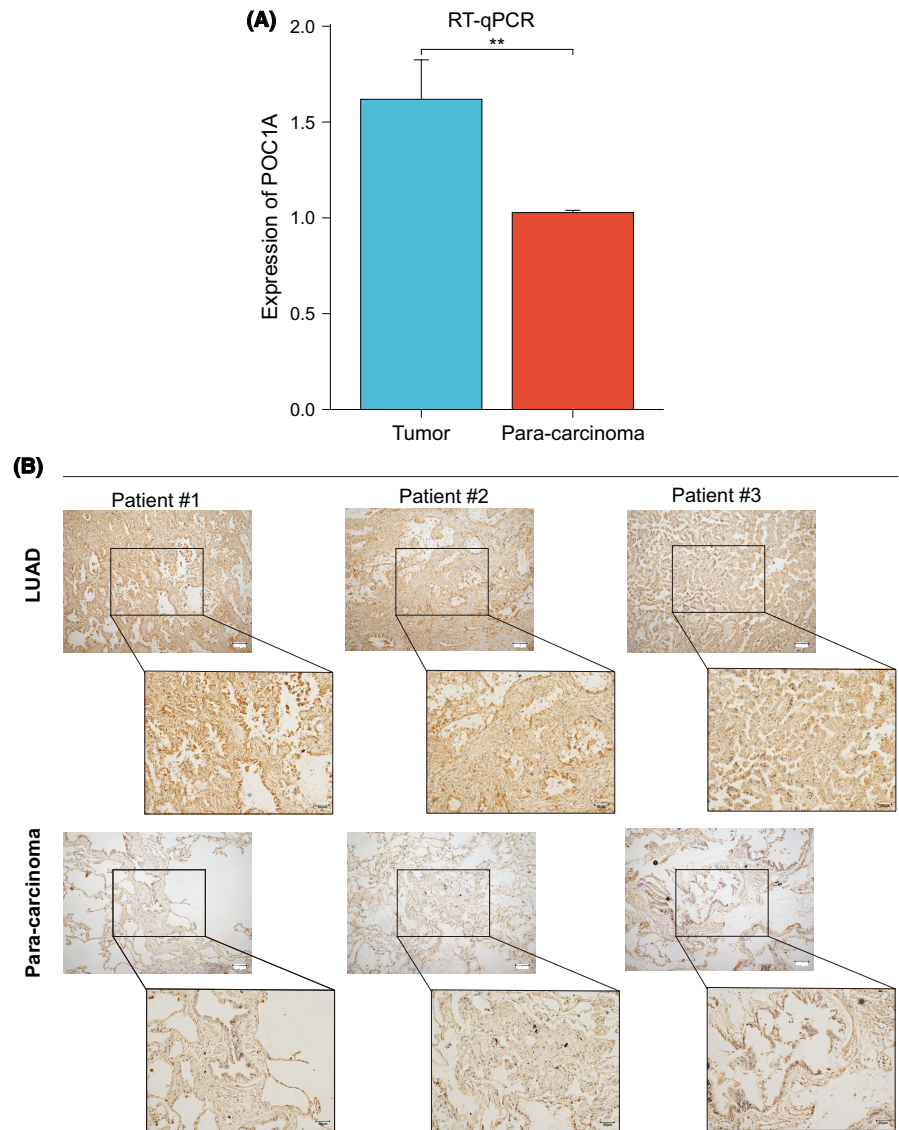 (A)
RT-qPCR
**
Expression of POC1A
2.0
1.5
1.0
0.5
0.0
Tumor Para-carcinoma
(B)
Patient #1 Patient #2 Patient #3
LUAD
Para-carcinoma